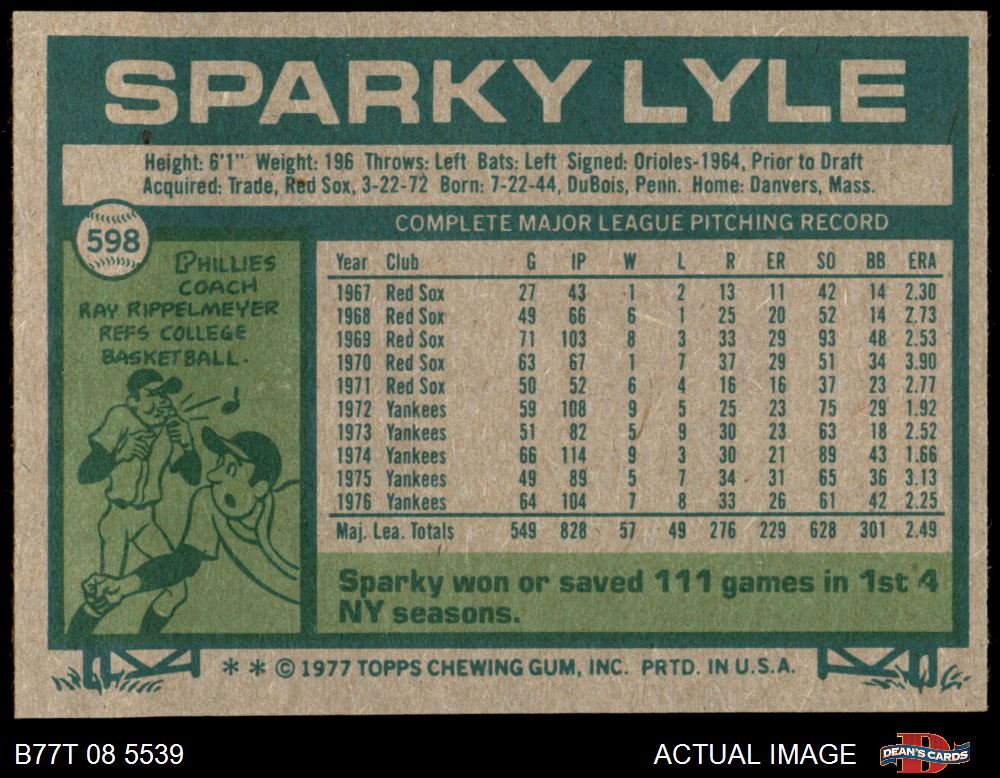 SPARKY LYLE
Height: 6'1" Weight: 196 Throws: Left Bats: Left Signed: Orioles-1964, Prior to Draft
Acquired: Trade, Red Sox, 3-22-72 Born: 7-22-44, DuBois, Penn. Home: Danvers, Mass.
598
PHILLIES
COACH
RAY RIPPELMEYER
REFS COLLEGE
BASKETBALL.
COMPLETE MAJOR LEAGUE PITCHING RECORD
Year Club G IP W L R ER SO BB ERA
1967 Red Sox 27 43 1 2 13 11 42 14 2.30
1968 Red Sox 49 66 6 1 25 20 52 14 2.73
1969 Red Sox 71 103 8 3 33 29 93 48 2.53
1970 Red Sox 63 67 1 7 37 29 51 34 3.90
1971 Red Sox 50 52 6 4 16 16 37 23 2.77
1972 Yankees 59 108 9 5 25 23 75 29 1.92
1973 Yankees 51 82 5 9 30 23 63 18 2.52
1974 Yankees 66 114 9 3 30 21 89 43 1.66
1975 Yankees 49 89 5 7 34 31 65 36 3.13
1976 Yankees 64 104 7 8 33 26 61 42 2.25
Maj. Lea. Totals 549 828 57 49 276 229 628 301 2.49
Sparky won or saved 111 games in 1st 4
NY seasons.
** © 1977 TOPPS CHEWING GUM, INC. PRTD. IN U.S.A.
B77T 08 5539
ACTUAL IMAGE
D
DEAN'S CARDS